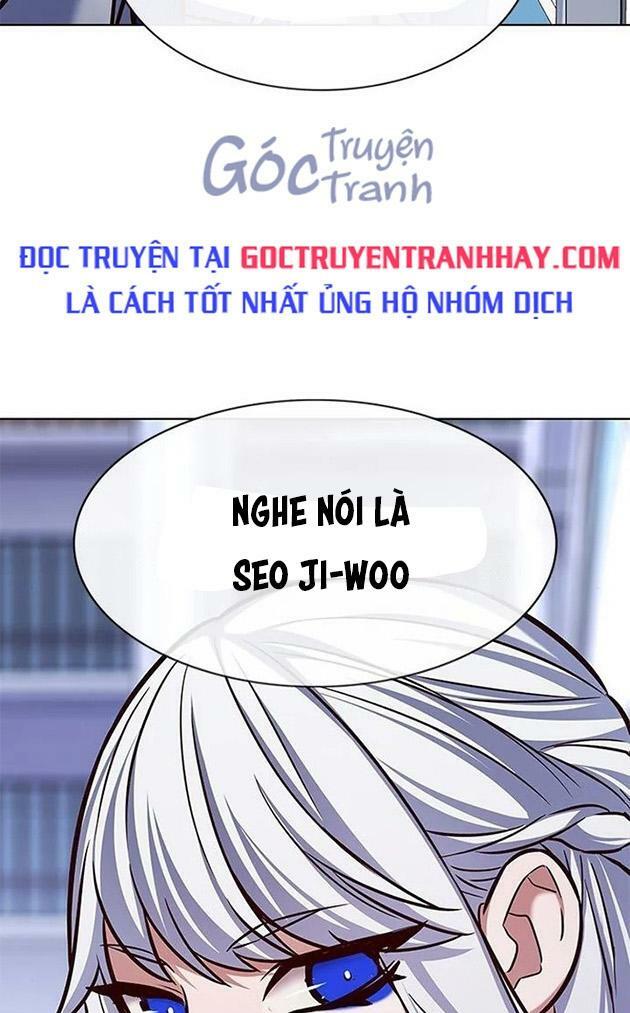 Góc Truyện
Tranh
ĐỌC TRUYỆN TẠI GOCTRUYENTRANHHAY.COM
LÀ CÁCH TỐT NHẤT ỦNG HỘ NHÓM DỊCH
NGHE NÓI LÀ
SEO JI-WOO